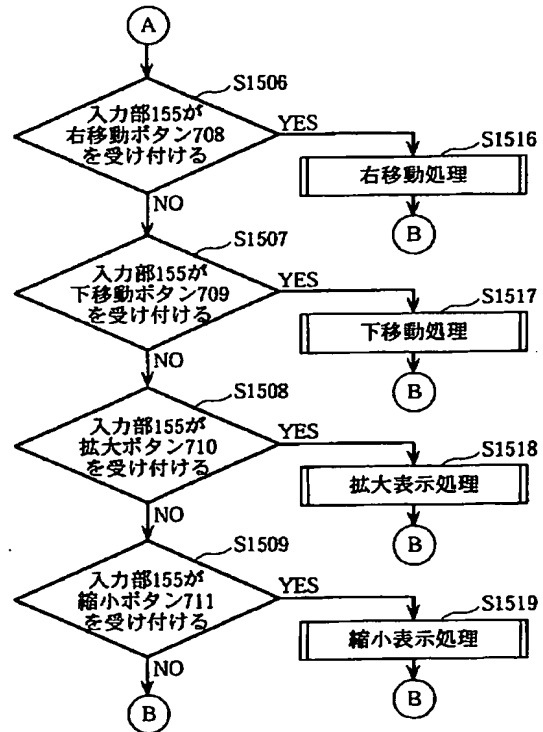 A
S1506
入力部155が
右移動ボタン708
を受け付ける
YES
S1516
右移動処理
B
NO
S1507
入力部155が
下移動ボタン709
を受け付ける
YES
S1517
下移動処理
B
NO
S1508
入力部155が
拡大ボタン710
を受け付ける
YES
S1518
拡大表示処理
B
NO
S1509
入力部155が
縮小ボタン711
を受け付ける
YES
S1519
縮小表示処理
B
NO
B